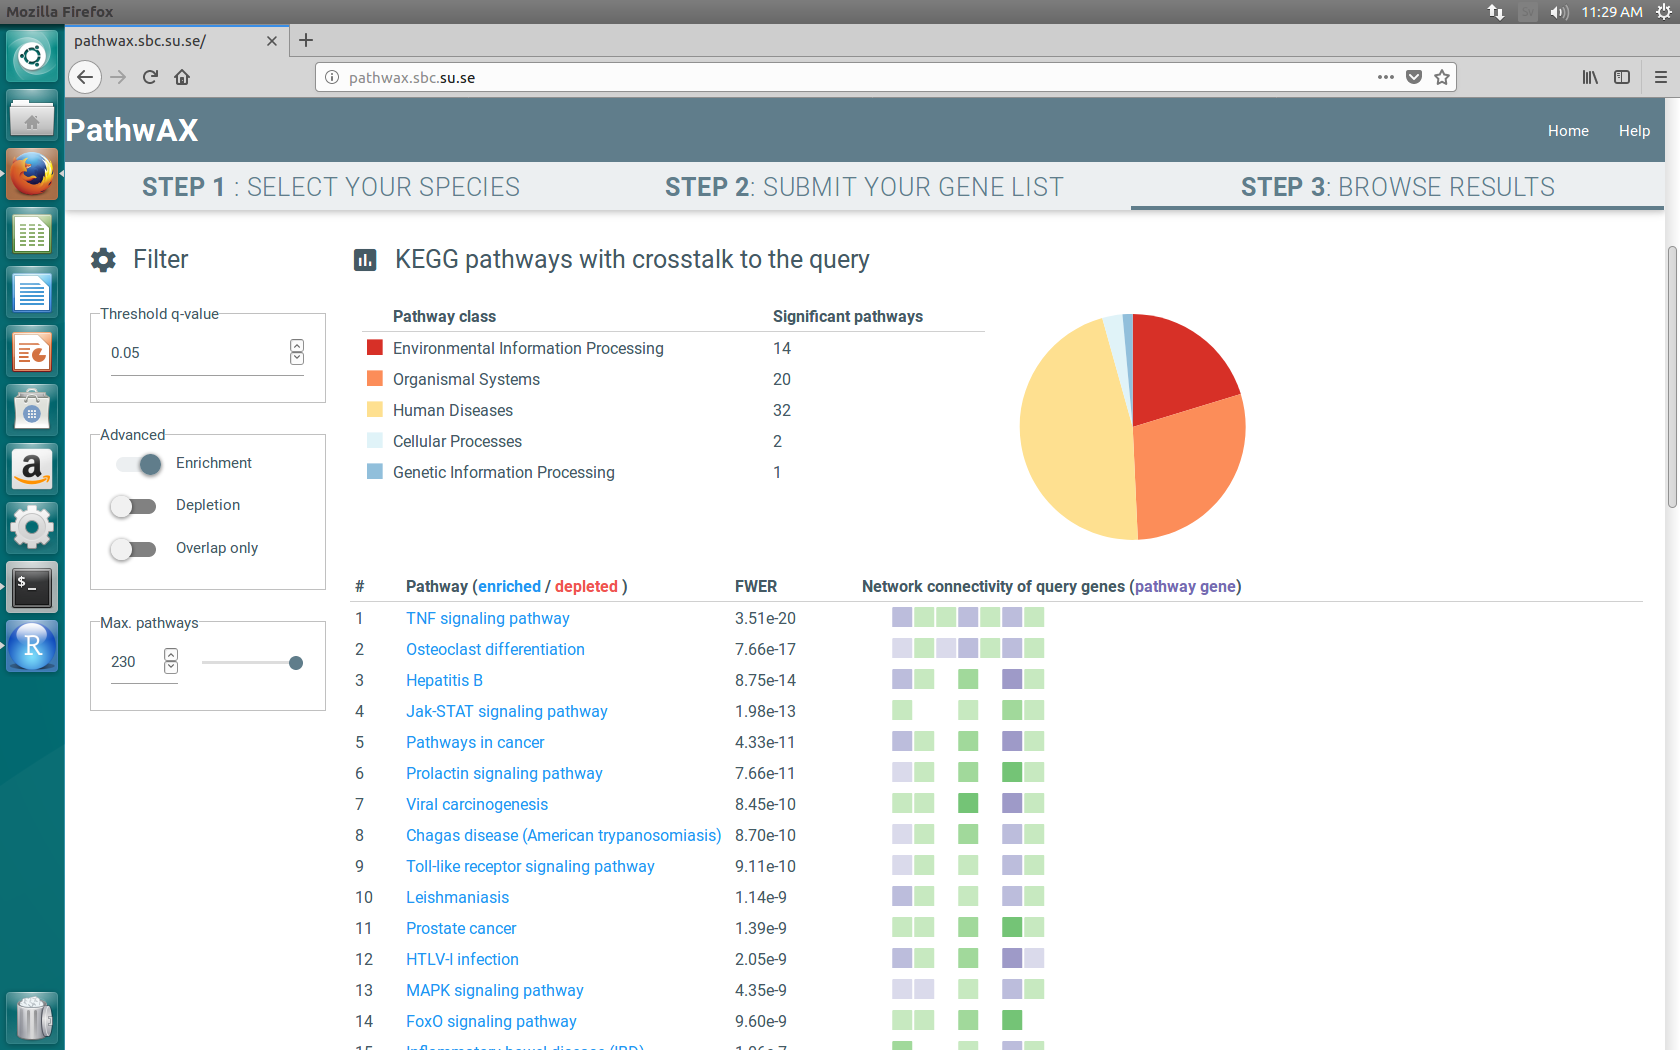 Mozilla Firefox
11:29 AM
pathwax.sbc.su.se/
pathwax.sbc.su.se
PathwAX
Home
Help
STEP 1 : SELECT YOUR SPECIES
STEP 2: SUBMIT YOUR GENE LIST
STEP 3: BROWSE RESULTS
Filter
Threshold q-value
0.05
Advanced
Enrichment
Depletion
Overlap only
Max. pathways
230
KEGG pathways with crosstalk to the query
Pathway class Significant pathways
Environmental Information Processing 14
Organismal Systems 20
Human Diseases 32
Cellular Processes 2
Genetic Information Processing 1
# Pathway (enriched / depleted ) FWER Network connectivity of query genes (pathway gene)
1 TNF signaling pathway 3.51e-20
2 Osteoclast differentiation 7.66e-17
3 Hepatitis B 8.75e-14
4 Jak-STAT signaling pathway 1.98e-13
5 Pathways in cancer 4.33e-11
6 Prolactin signaling pathway 7.66e-11
7 Viral carcinogenesis 8.45e-10
8 Chagas disease (American trypanosomiasis) 8.70e-10
9 Toll-like receptor signaling pathway 9.11e-10
10 Leishmaniasis 1.14e-9
11 Prostate cancer 1.39e-9
12 HTLV-I infection 2.05e-9
13 MAPK signaling pathway 4.35e-9
14 FoxO signaling pathway 9.60e-9
15 Inflammatory bowel disease (IBD)